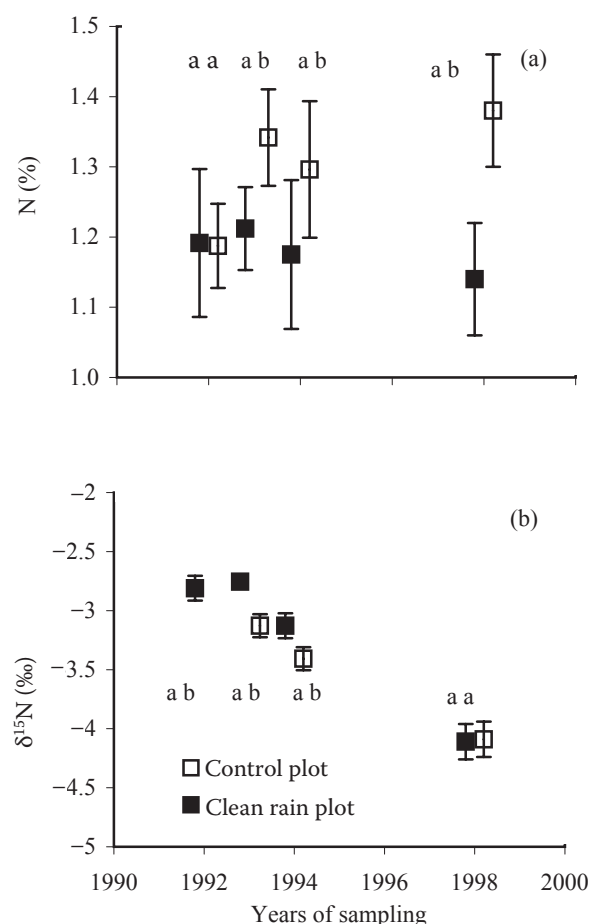 1.5
a a a b a b a b (a)
1.4
1.3
N (%)
1.2
1.1
1.0
−2
(b)
−2.5
−3
−3.5
δ¹⁵N (‰)
a b a b a b a a
−4
Control plot
−4.5
Clean rain plot
−5
1990 1992 1994 1996 1998 2000
Years of sampling